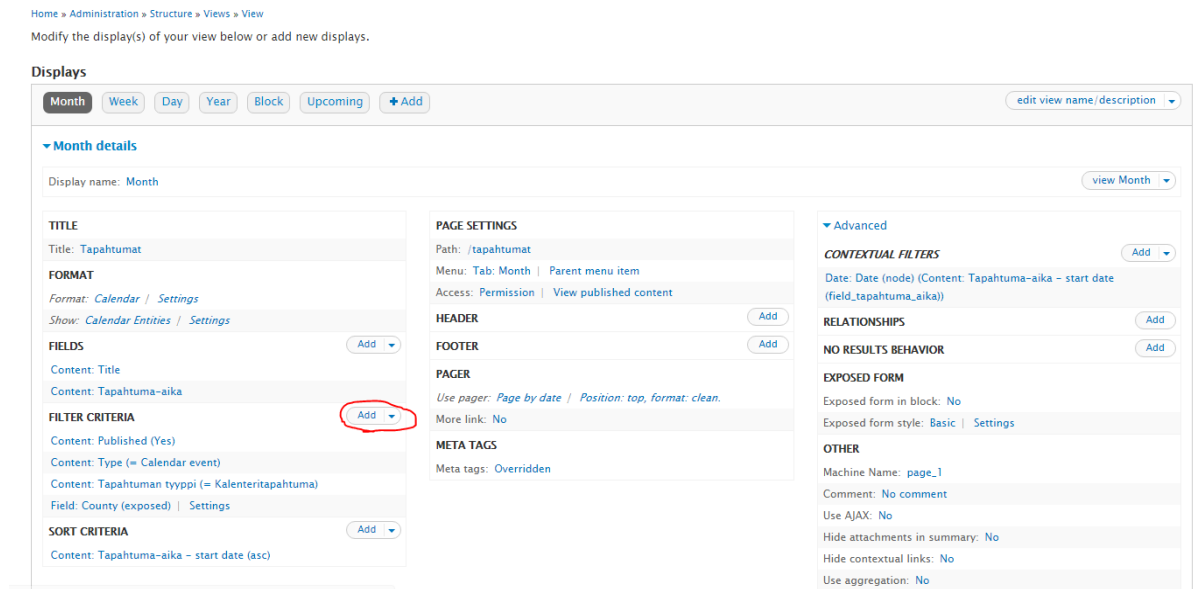 Home » Administration » Structure » Views » View
Modify the display(s) of your view below or add new displays.
Displays
Month Week Day Year Block Upcoming + Add edit view name/description
Month details
Display name: Month view Month
TITLE
Title: Tapahtumat
FORMAT
Format: Calendar | Settings
Show: Calendar Entities | Settings
FIELDS Add
Content: Title
Content: Tapahtuma-aika
FILTER CRITERIA Add
Content: Published (Yes)
Content: Type (= Calendar event)
Content: Tapahtuman tyyppi (= Kalenteritapahtuma)
Field: County (exposed) | Settings
SORT CRITERIA Add
Content: Tapahtuma-aika - start date (asc)
PAGE SETTINGS
Path: /tapahtumat
Menu: Tab: Month | Parent menu item
Access: Permission | View published content
HEADER Add
FOOTER Add
PAGER
Use pager: Page by date | Position: top, format: clean.
More link: No
META TAGS
Meta tags: Overridden
Advanced
CONTEXTUAL FILTERS Add
Date: Date (node) (Content: Tapahtuma-aika - start date
(field_tapahtuma_aika))
RELATIONSHIPS Add
NO RESULTS BEHAVIOR Add
EXPOSED FORM
Exposed form in block: No
Exposed form style: Basic | Settings
OTHER
Machine Name: page_1
Comment: No comment
Use AJAX: No
Hide attachments in summary: No
Hide contextual links: No
Use aggregation: No